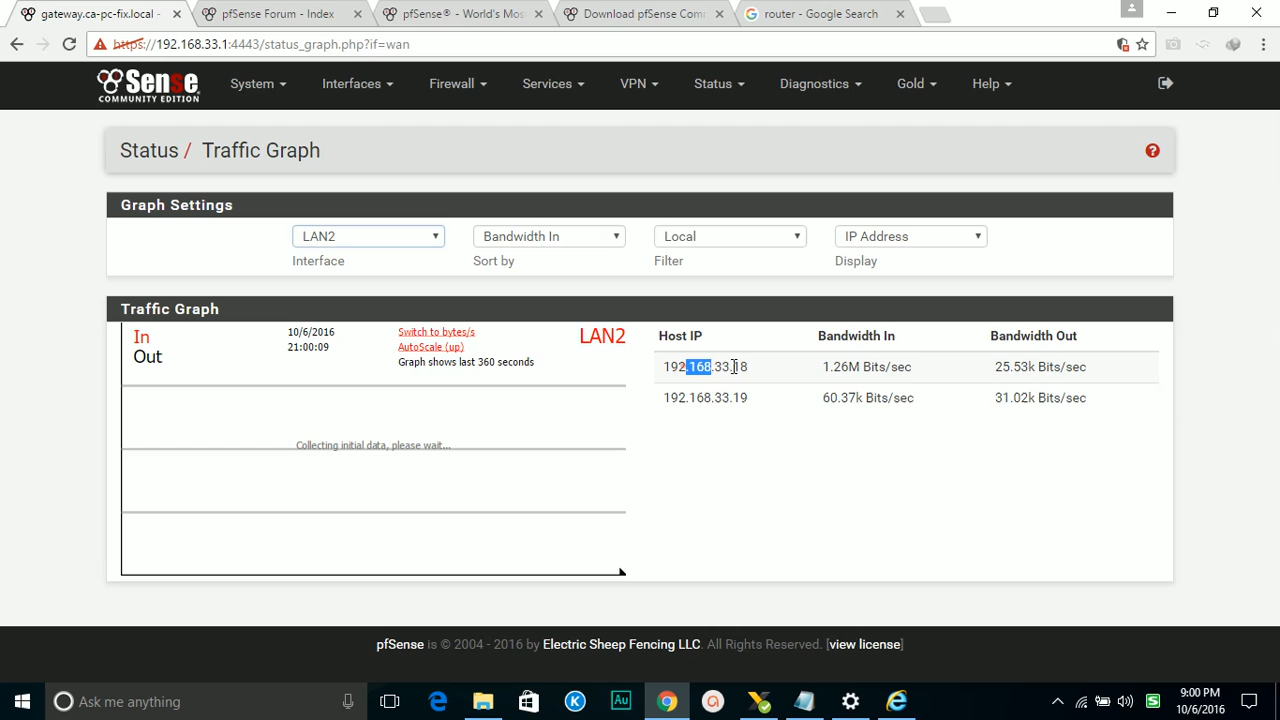 gateway.ca-pc-fix.local -
pfSense Forum - Index
pfSense® - World's Mos
Download pfSense Com
router - Google Search
https://192.168.33.1:4443/status_graph.php?if=wan
Sense
COMMUNITY EDITION
System
Interfaces
Firewall
Services
VPN
Status
Diagnostics
Gold
Help
Status / Traffic Graph
Graph Settings
LAN2
Bandwidth In
Local
IP Address
Interface
Sort by
Filter
Display
Traffic Graph
In
Out
10/6/2016
21:00:09
Switch to bytes/s
AutoScale (up)
Graph shows last 360 seconds
LAN2
Collecting initial data, please wait...
Host IP Bandwidth In Bandwidth Out
192.168.33.18 1.26M Bits/sec 25.53k Bits/sec
192.168.33.19 60.37k Bits/sec 31.02k Bits/sec
pfSense is © 2004 - 2016 by Electric Sheep Fencing LLC. All Rights Reserved. [view license]
Ask me anything
Au
9:00 PM
10/6/2016